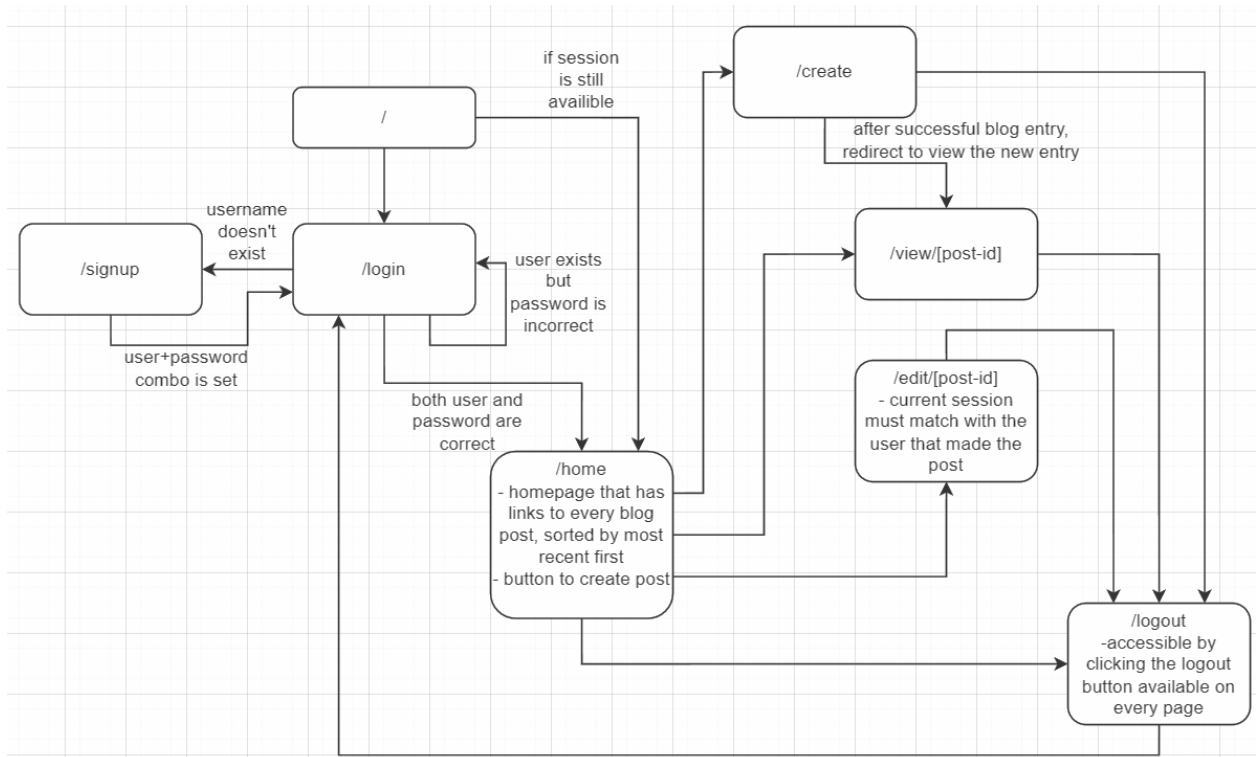 if session
is still
availible
/
/create
after successful blog entry,
redirect to view the new entry
username
doesn't
exist
/signup
/login
user exists
but
password is
incorrect
/view/[post-id]
user+password
combo is set
both user and
password are
correct
/edit/[post-id]
- current session
must match with the
user that made the
post
/home
- homepage that has
links to every blog
post, sorted by most
recent first
- button to create post
/logout
-accessible by
clicking the logout
button available on
every page